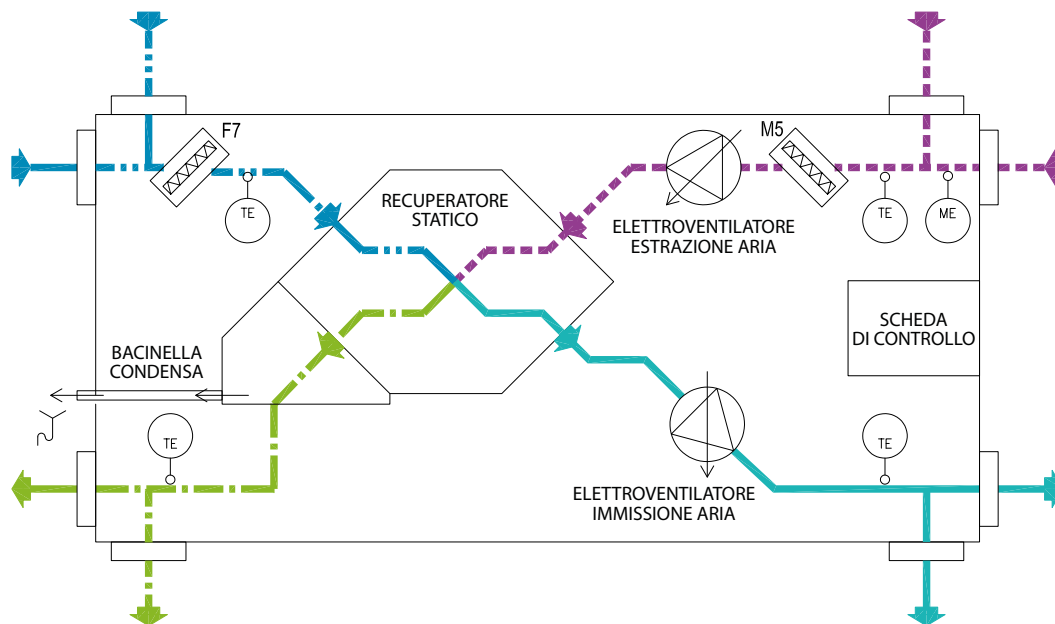 F7
M5
TE
RECUPERATORE
STATICO
ELETTROVENTILATORE
ESTRAZIONE ARIA
TE
ME
SCHEDA
DI CONTROLLO
BACINELLA
CONDENSA
TE
TE
ELETTROVENTILATORE
IMMISSIONE ARIA